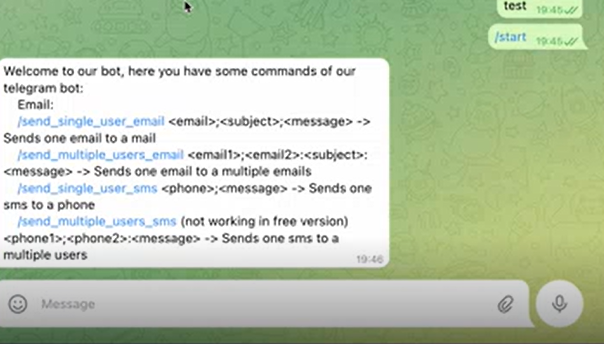 test 19:45
/start 19:45
Welcome to our bot, here you have some commands of our
telegram bot:
Email:
/send_single_user_email <email>;<subject>;<message> ->
Sends one email to a mail
/send_multiple_users_email <email1>;<email2>:<subject>:
<message> -> Sends one email to a multiple emails
/send_single_user_sms <phone>;<message> -> Sends one
sms to a phone
/send_multiple_users_sms (not working in free version)
<phone1>;<phone2>:<message> -> Sends one sms to a
multiple users
19:46
Message